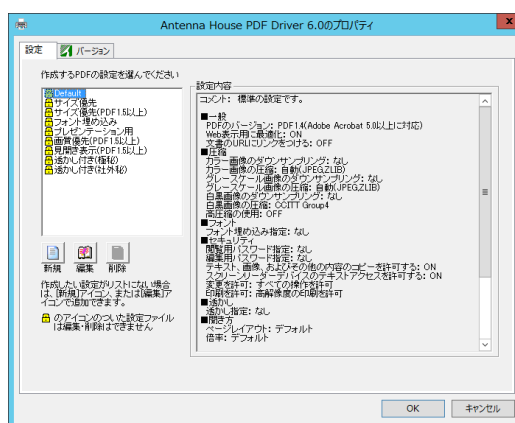 Antenna House PDF Driver 6.0のプロパティ
設定
バージョン
作成するPDFの設定を選んでください
Default
サイズ優先
サイズ優先(PDF1.5以上)
フォント埋め込み
プレゼンテーション用
画質優先(PDF1.5以上)
見開き表示(PDF1.5以上)
透かし付き(極秘)
透かし付き(社外秘)
新規
編集
削除
作成したい設定がリストにない場合
は、[新規]アイコン、または[編集]ア
イコンで追加できます。
のアイコンのついた設定ファイル
は編集・削除はできません
設定内容
コメント: 標準の設定です。
■一般
PDFのバージョン: PDF1.4(Adobe Acrobat 5.0以上に対応)
Web表示用に最適化: ON
文書のURLにリンクをつける: OFF
■圧縮
カラー画像のダウンサンプリング: なし
カラー画像の圧縮: 自動(JPEG,ZLIB)
グレースケール画像のダウンサンプリング: なし
グレースケール画像の圧縮: 自動(JPEG,ZLIB)
白黒画像のダウンサンプリング: なし
白黒画像の圧縮: CCITT Group4
高圧縮の使用: OFF
■フォント
フォント埋め込み指定: なし
■セキュリティ
閲覧用パスワード指定: なし
編集用パスワード指定: なし
テキスト、画像、およびその他の内容のコピーを許可する: ON
スクリーンリーダーデバイスのテキストアクセスを許可する: ON
変更を許可: すべての操作を許可
印刷を許可: 高解像度の印刷を許可
■透かし
透かし指定: なし
■開き方
ページレイアウト: デフォルト
倍率: デフォルト
OK
キャンセル